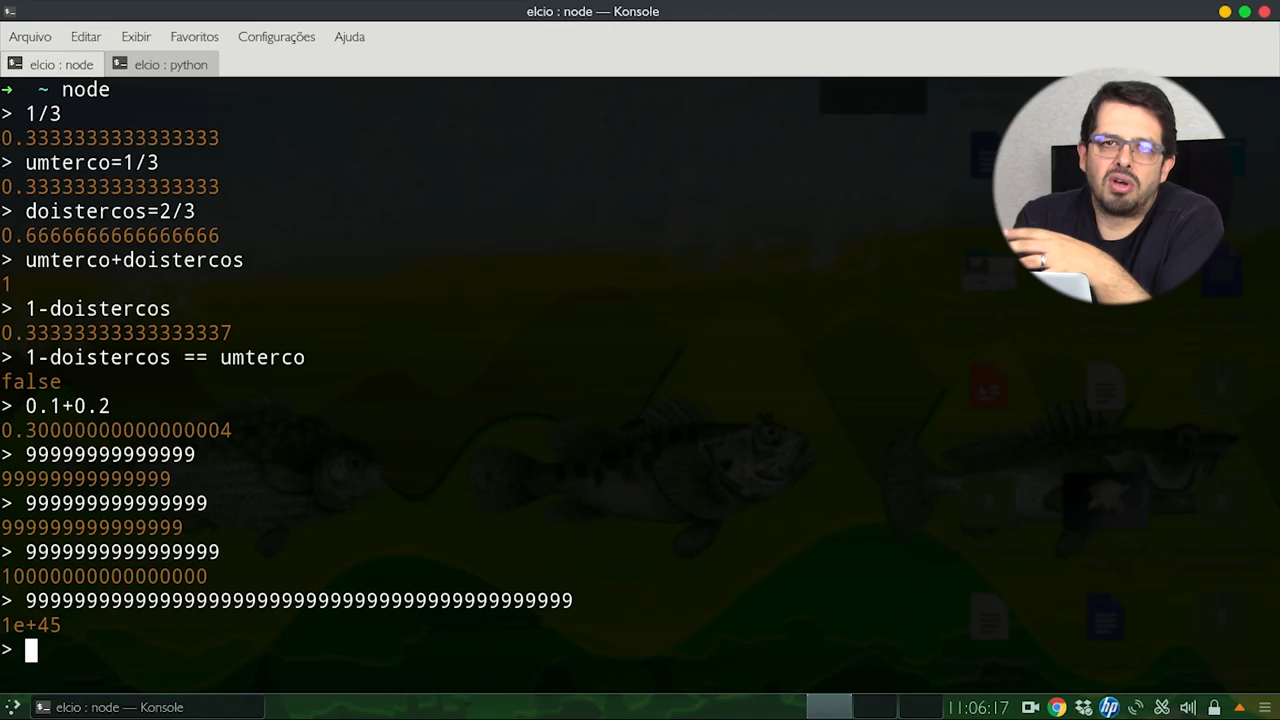 elcio : node — Konsole
Arquivo Editar Exibir Favoritos Configurações Ajuda
elcio : node elcio : python
➜ ~ node
> 1/3
0.3333333333333333
> umterco=1/3
0.3333333333333333
> doistercos=2/3
0.6666666666666666
> umterco+doistercos
1
> 1-doistercos
0.33333333333333337
> 1-doistercos == umterco
false
> 0.1+0.2
0.30000000000000004
> 99999999999999
99999999999999
> 999999999999999
999999999999999
> 9999999999999999
10000000000000000
> 999999999999999999999999999999999999999999999
1e+45
>
elcio : node — Konsole
11:06:17